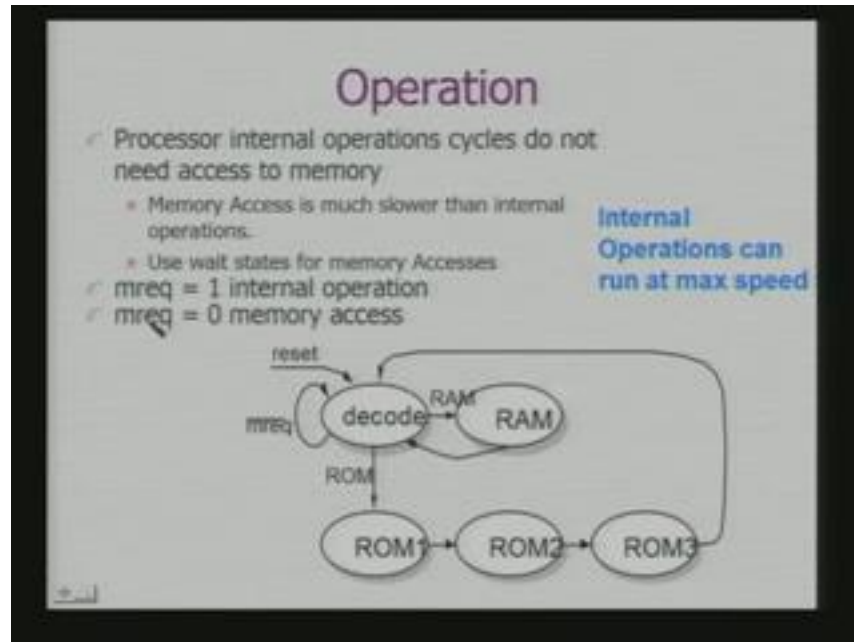 Operation
Processor internal operations cycles do not
need access to memory
Memory Access is much slower than internal
operations.
Use wait states for memory Accesses
mreq = 1 internal operation
mreq = 0 memory access
Internal
Operations can
run at max speed
reset
mreq
decode
RAM
RAM
ROM
ROM1
ROM2
ROM3